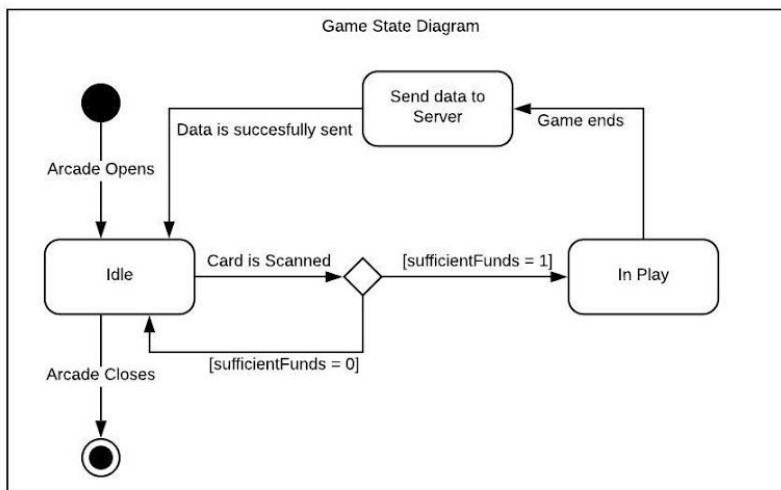 Game State Diagram
Send data to
Server
Data is succesfully sent
Game ends
Arcade Opens
Idle
Card is Scanned
[sufficientFunds = 1]
In Play
[sufficientFunds = 0]
Arcade Closes